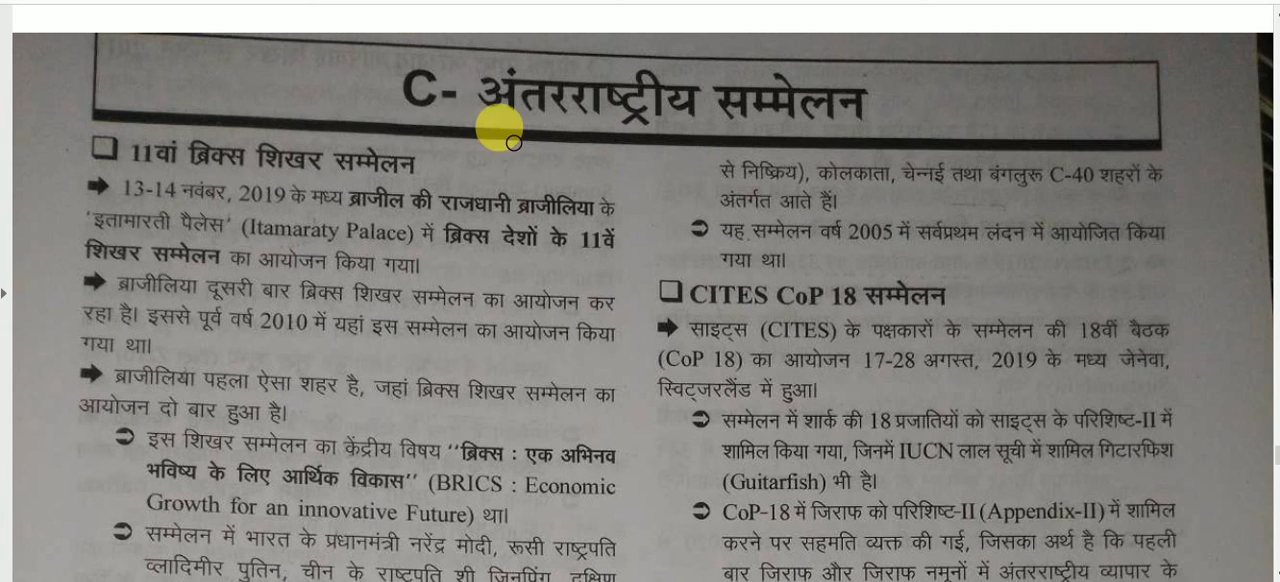 C- अंतरराष्ट्रीय सम्मेलन
❑ 11वां ब्रिक्स शिखर सम्मेलन
➡ 13-14 नवंबर, 2019 के मध्य ब्राजील की राजधानी ब्राजीलिया के
'इतामारती पैलेस' (Itamaraty Palace) में ब्रिक्स देशों के 11वें
शिखर सम्मेलन का आयोजन किया गया।
➡ ब्राजीलिया दूसरी बार ब्रिक्स शिखर सम्मेलन का आयोजन कर
रहा है। इससे पूर्व वर्ष 2010 में यहां इस सम्मेलन का आयोजन किया
गया था।
➡ ब्राजीलिया पहला ऐसा शहर है, जहां ब्रिक्स शिखर सम्मेलन का
आयोजन दो बार हुआ है।
➲ इस शिखर सम्मेलन का केंद्रीय विषय ''ब्रिक्स : एक अभिनव
भविष्य के लिए आर्थिक विकास'' (BRICS : Economic
Growth for an innovative Future) था।
➲ सम्मेलन में भारत के प्रधानमंत्री नरेंद्र मोदी, रूसी राष्ट्रपति
व्लादिमीर पुतिन, चीन के राष्ट्रपति शी जिनपिंग, दक्षिण
से निष्क्रिय), कोलकाता, चेन्नई तथा बंगलुरु C-40 शहरों के
अंतर्गत आते है।
➲ यह सम्मेलन वर्ष 2005 में सर्वप्रथम लंदन में आयोजित किया
गया था।
❑ CITES CoP 18 सम्मेलन
➡ साइट्स (CITES) के पक्षकारों के सम्मेलन की 18वीं बैठक
(CoP 18) का आयोजन 17-28 अगस्त, 2019 के मध्य जेनेवा,
स्विट्जरलैंड में हुआ।
➲ सम्मेलन में शार्क की 18 प्रजातियों को साइट्स के परिशिष्ट-II में
शामिल किया गया, जिनमें IUCN लाल सूची में शामिल गिटारफिश
(Guitarfish) भी है।
➲ CoP-18 में जिराफ को परिशिष्ट-II (Appendix-II) में शामिल
करने पर सहमति व्यक्त की गई, जिसका अर्थ है कि पहली
बार जिराफ और जिराफ नमूनों में अंतरराष्ट्रीय व्यापार के